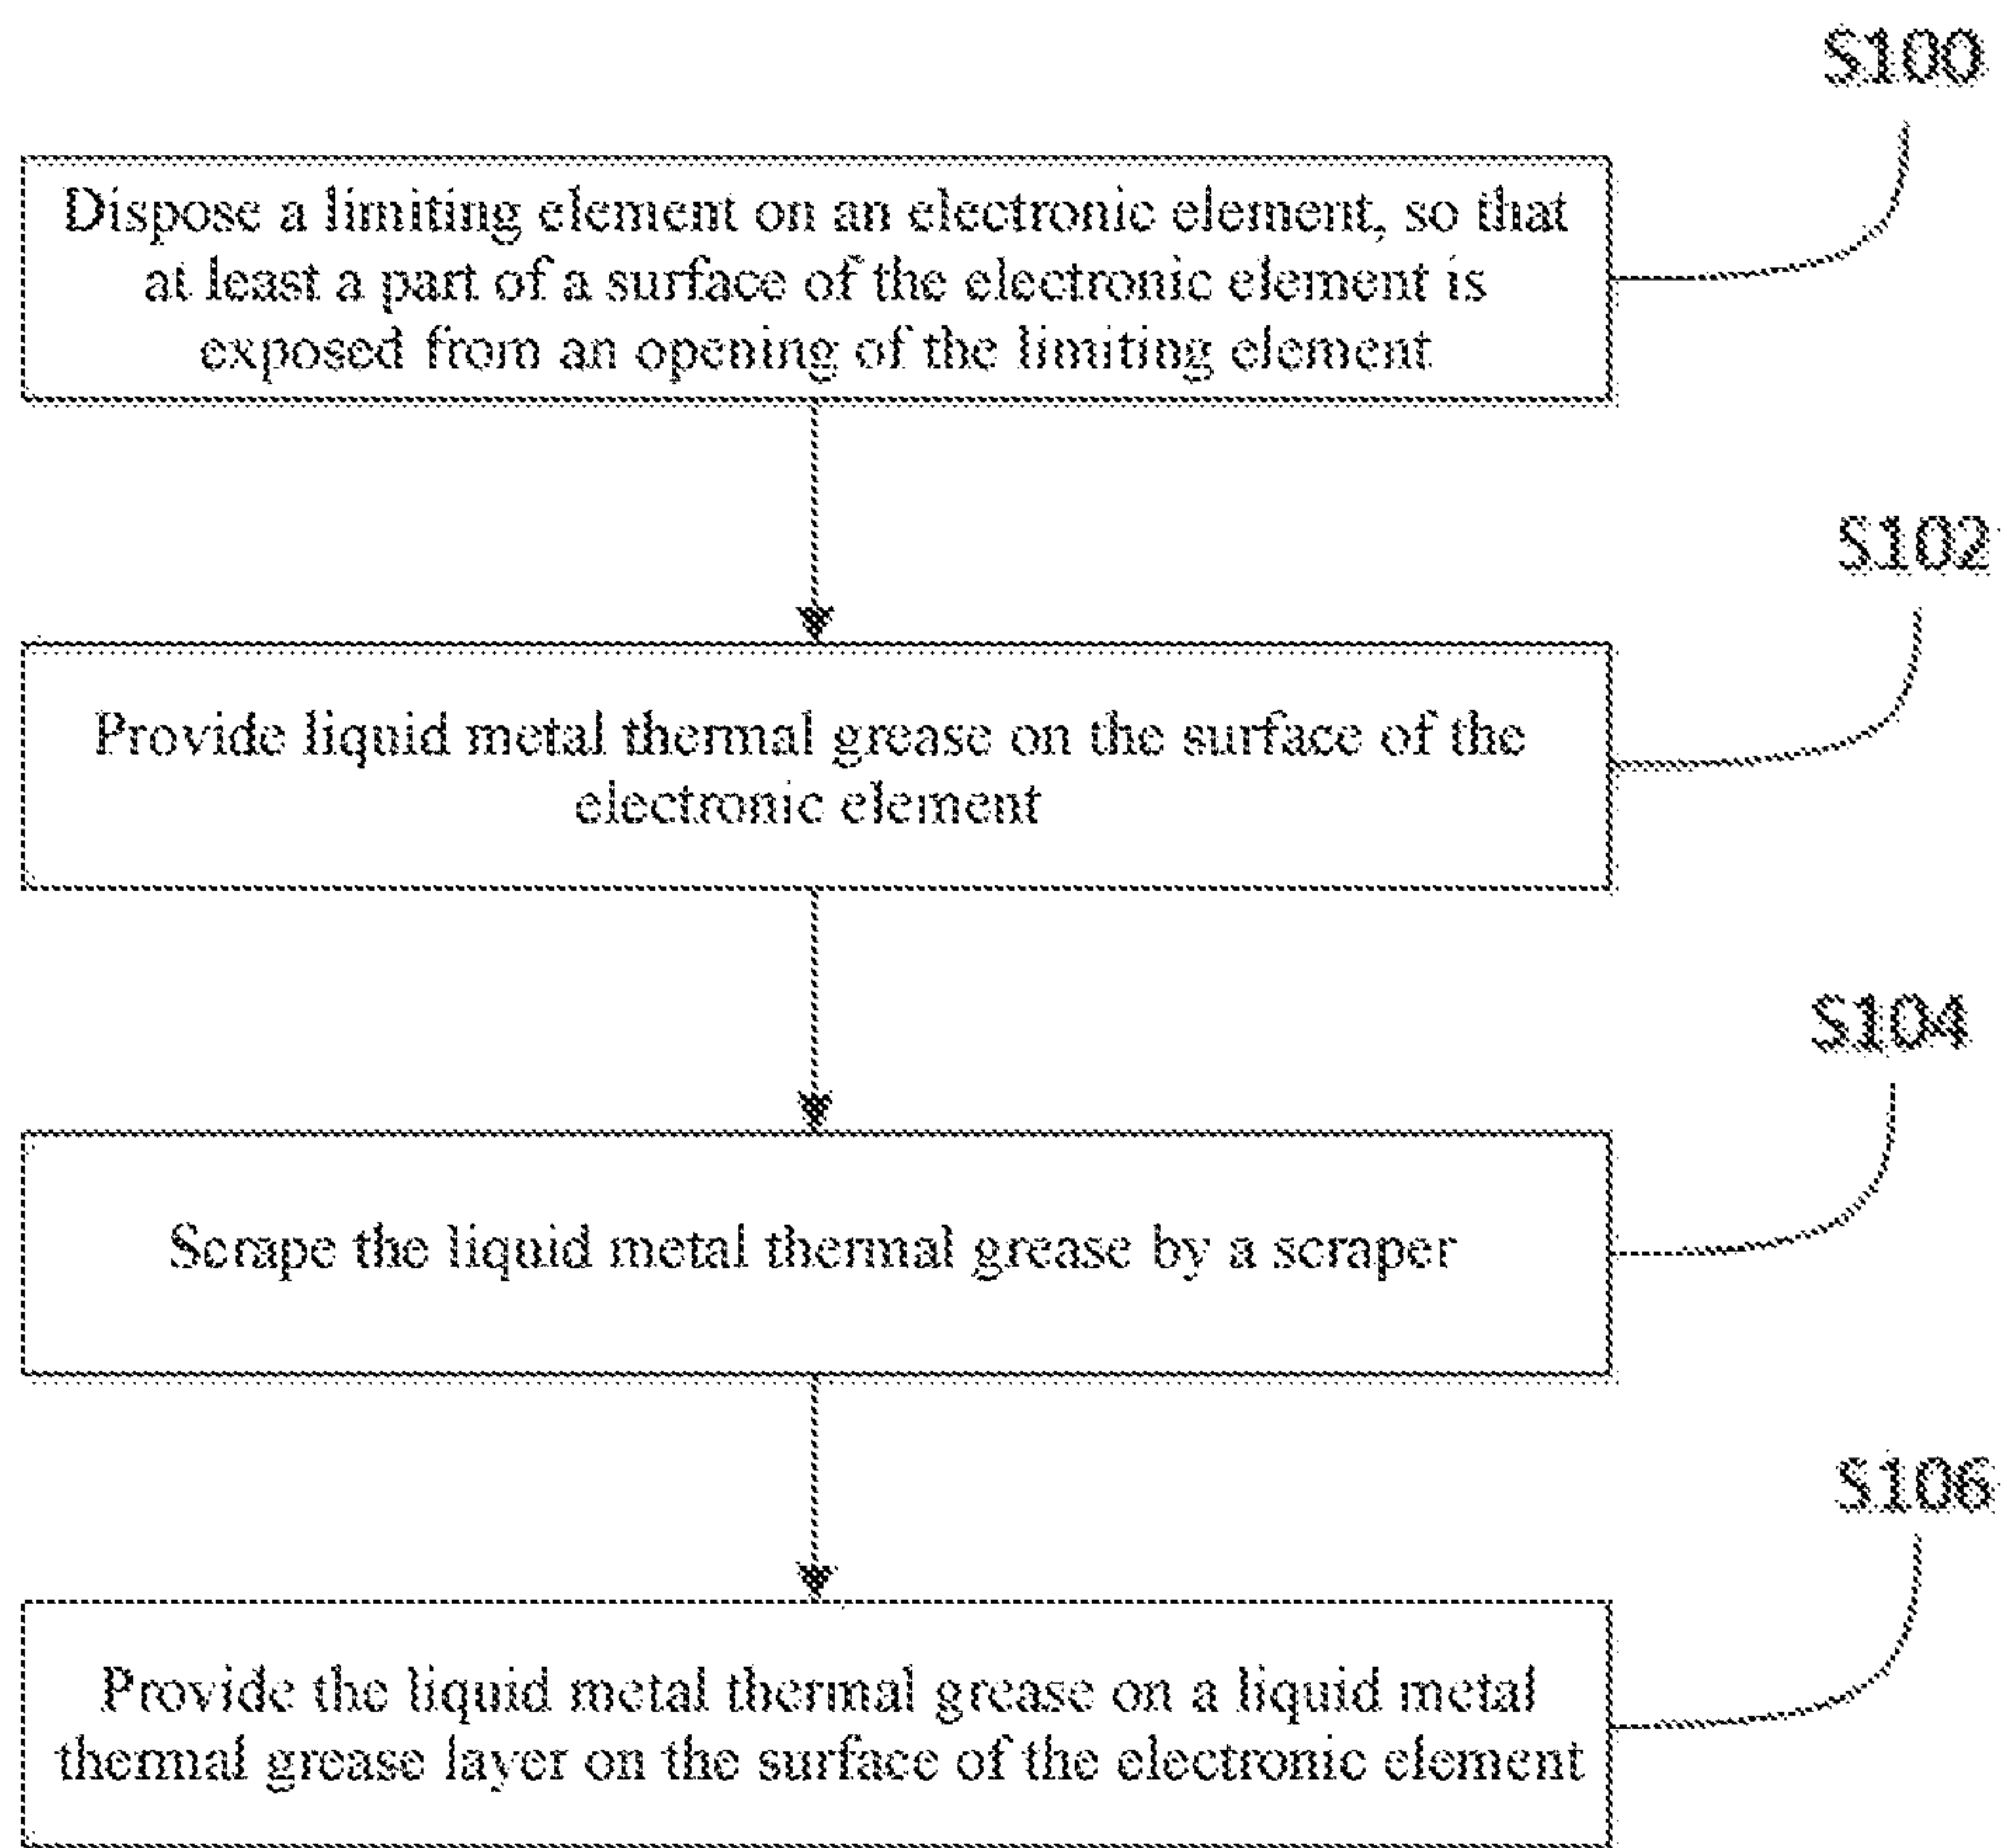 S100
Dispose a limiting element on an electronic element, so that
at least a part of a surface of the electronic element is
exposed from an opening of the limiting element
S102
Provide liquid metal thermal grease on the surface of the
electronic element
S104
Scrape the liquid metal thermal grease by a scraper
S106
Provide the liquid metal thermal grease on a liquid metal
thermal grease layer on the surface of the electronic element